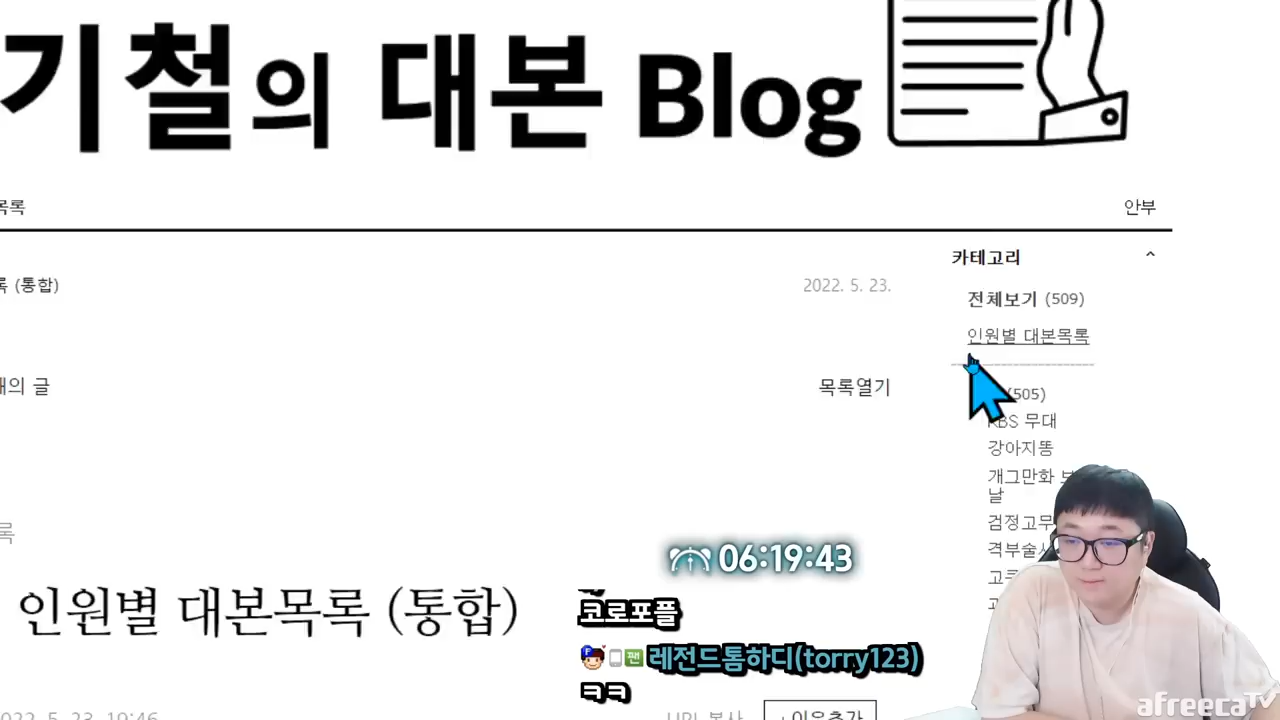 기철의 대본 Blog
목록
안부
카테고리
록 (통합)
2022. 5. 23.
전체보기 (509)
인원별 대본목록
의 글
목록열기
(505)
KBS 무대
강아지똥
개그만화 보
날
검정고무
격부술사
록
06:19:43
인원별 대본목록 (통합)
코로포플
레전드톰하디(torry123)
ㅋㅋ
2022. 5. 23. 19:46
URL 복사
+이웃추가
afreecaTV